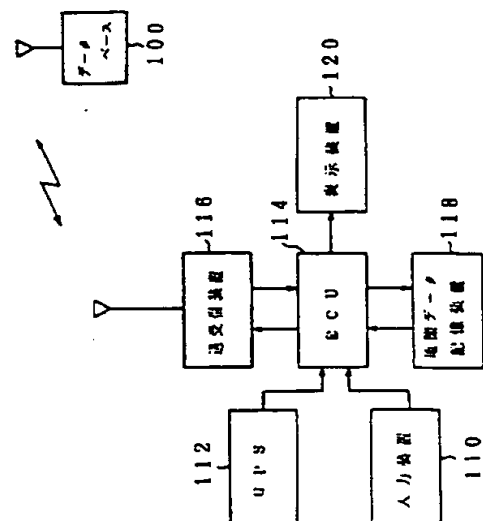 データ
ベース
100
116
送受信装置
114
ECU
120
表示装置
118
地図データ
記憶装置
112
GPS
入力装置
110